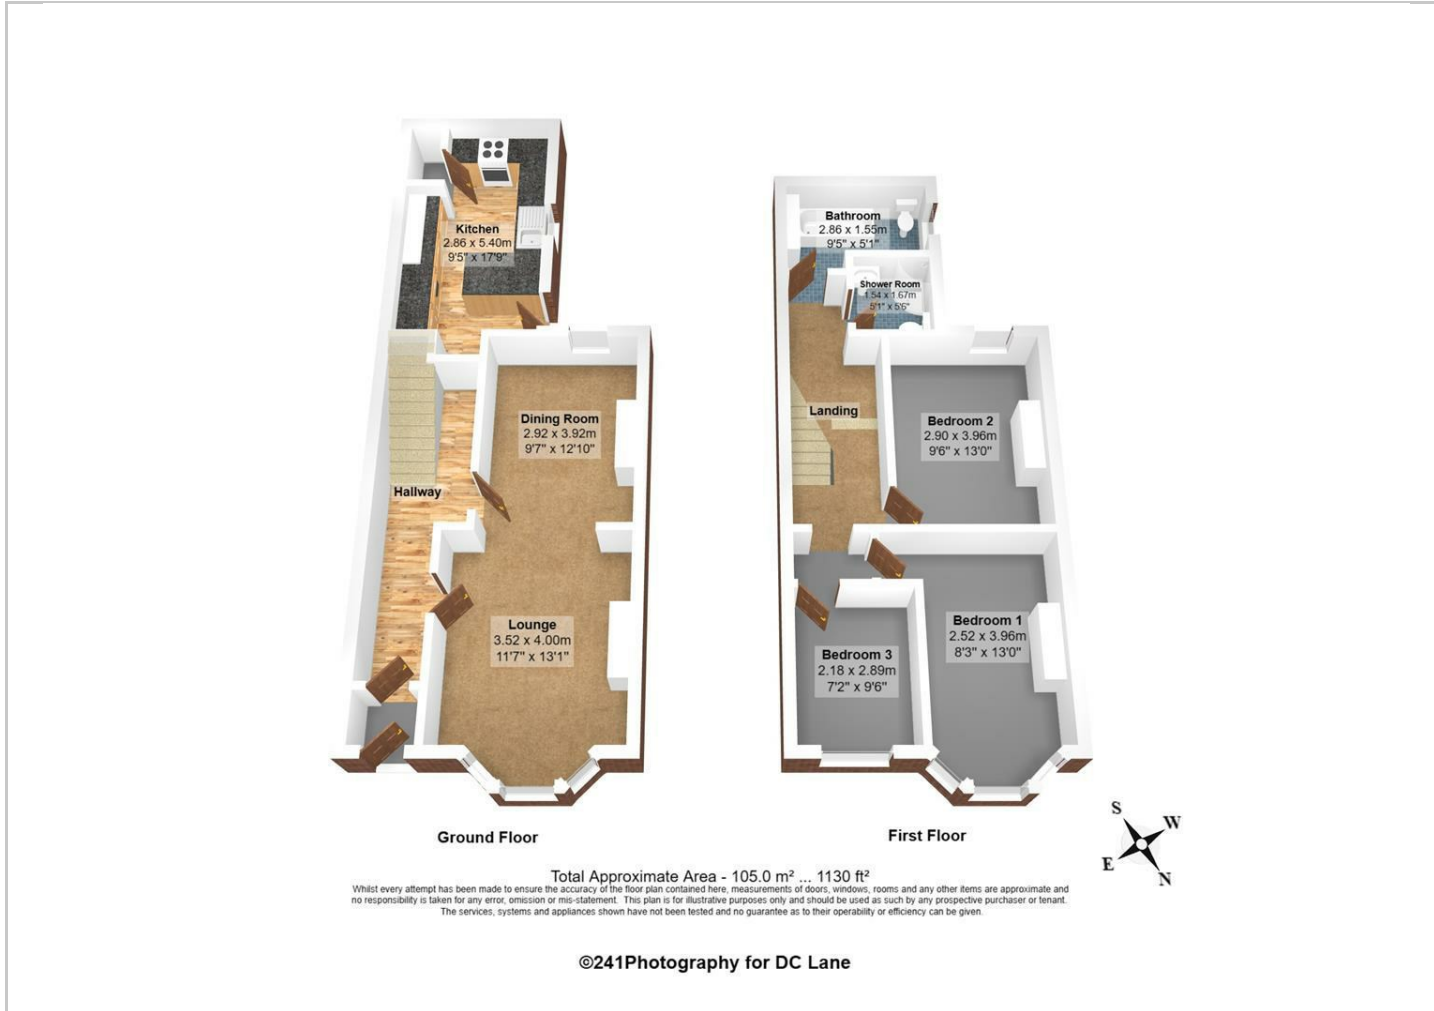 Kitchen
2.86 x 5.40m
9'5" x 17'9"
Dining Room
2.92 x 3.92m
9'7" x 12'10"
Hallway
Lounge
3.52 x 4.00m
11'7" x 13'1"
Ground Floor
Bathroom
2.86 x 1.55m
9'5" x 5'1"
Shower Room
1.54 x 1.67m
5'1" x 5'6"
Landing
Bedroom 2
2.90 x 3.96m
9'6" x 13'0"
Bedroom 1
2.52 x 3.96m
8'3" x 13'0"
Bedroom 3
2.18 x 2.89m
7'2" x 9'6"
First Floor
S
W
E
N
Total Approximate Area - 105.0 m² ... 1130 ft²
Whilst every attempt has been made to ensure the accuracy of the floor plan contained here, measurements of doors, windows, rooms and any other items are approximate and
no responsibility is taken for any error, omission or mis-statement. This plan is for illustrative purposes only and should be used as such by any prospective purchaser or tenant.
The services, systems and appliances shown have not been tested and no guarantee as to their operability or efficiency can be given.
©241Photography for DC Lane